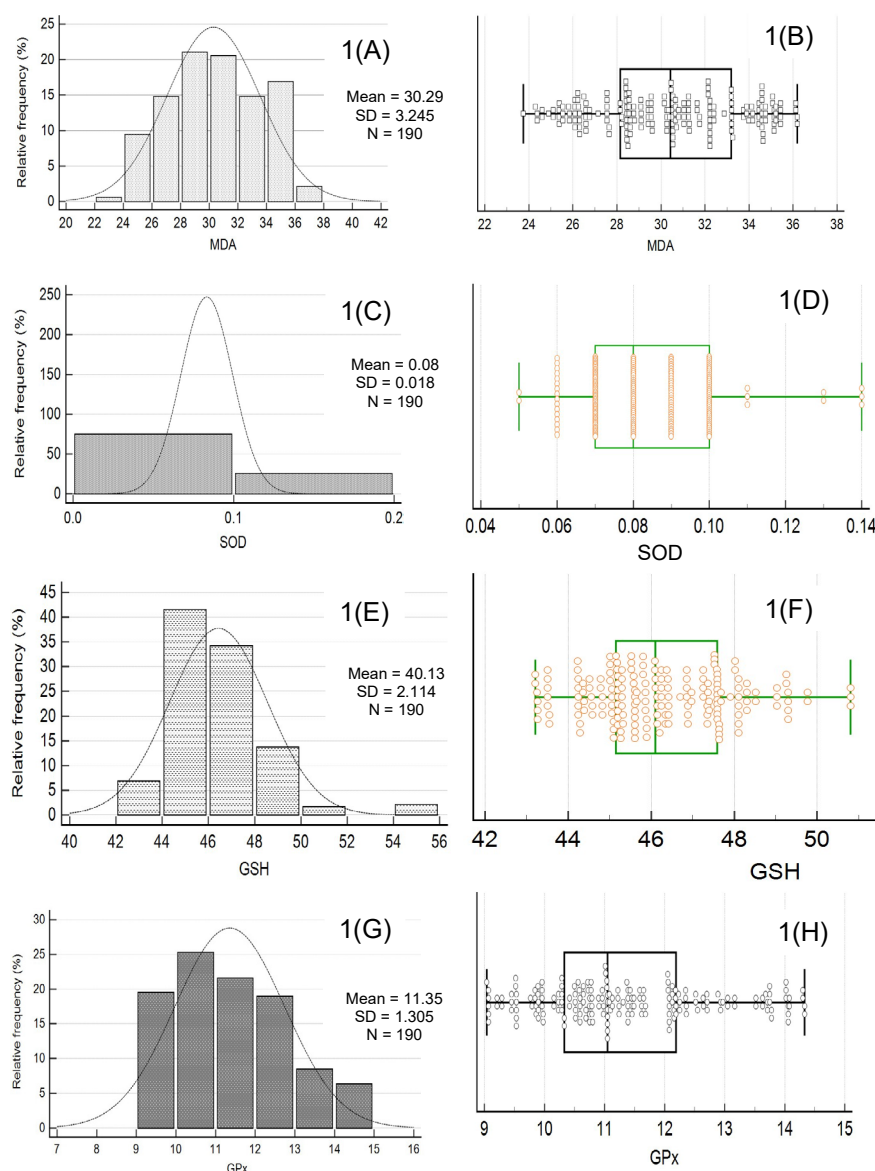 1(A)
Relative frequency (%)
25
20
15
10
5
0
Mean = 30.29
SD = 3.245
N = 190
20 22 24 26 28 30 32 34 36 38 40 42
MDA
1(B)
22 24 26 28 30 32 34 36 38
MDA
1(C)
Relative frequency (%)
250
200
150
100
50
0
Mean = 0.08
SD = 0.018
N = 190
0.0 0.1 0.2
SOD
1(D)
0.04 0.06 0.08 0.10 0.12 0.14
SOD
1(E)
Relative frequency (%)
45
40
35
30
25
20
15
10
5
0
Mean = 40.13
SD = 2.114
N = 190
40 42 44 46 48 50 52 54 56
GSH
1(F)
42 44 46 48 50
GSH
1(G)
Relative frequency (%)
30
25
20
15
10
5
0
Mean = 11.35
SD = 1.305
N = 190
7 8 9 10 11 12 13 14 15 16
GPx
1(H)
9 10 11 12 13 14 15
GPx